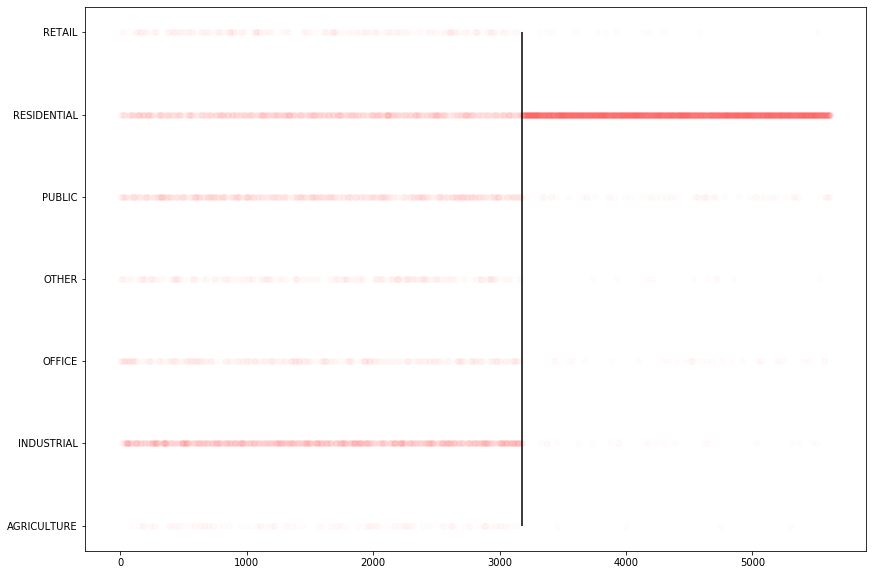 RETAIL
RESIDENTIAL
PUBLIC
OTHER
OFFICE
INDUSTRIAL
AGRICULTURE
0 1000 2000 3000 4000 5000